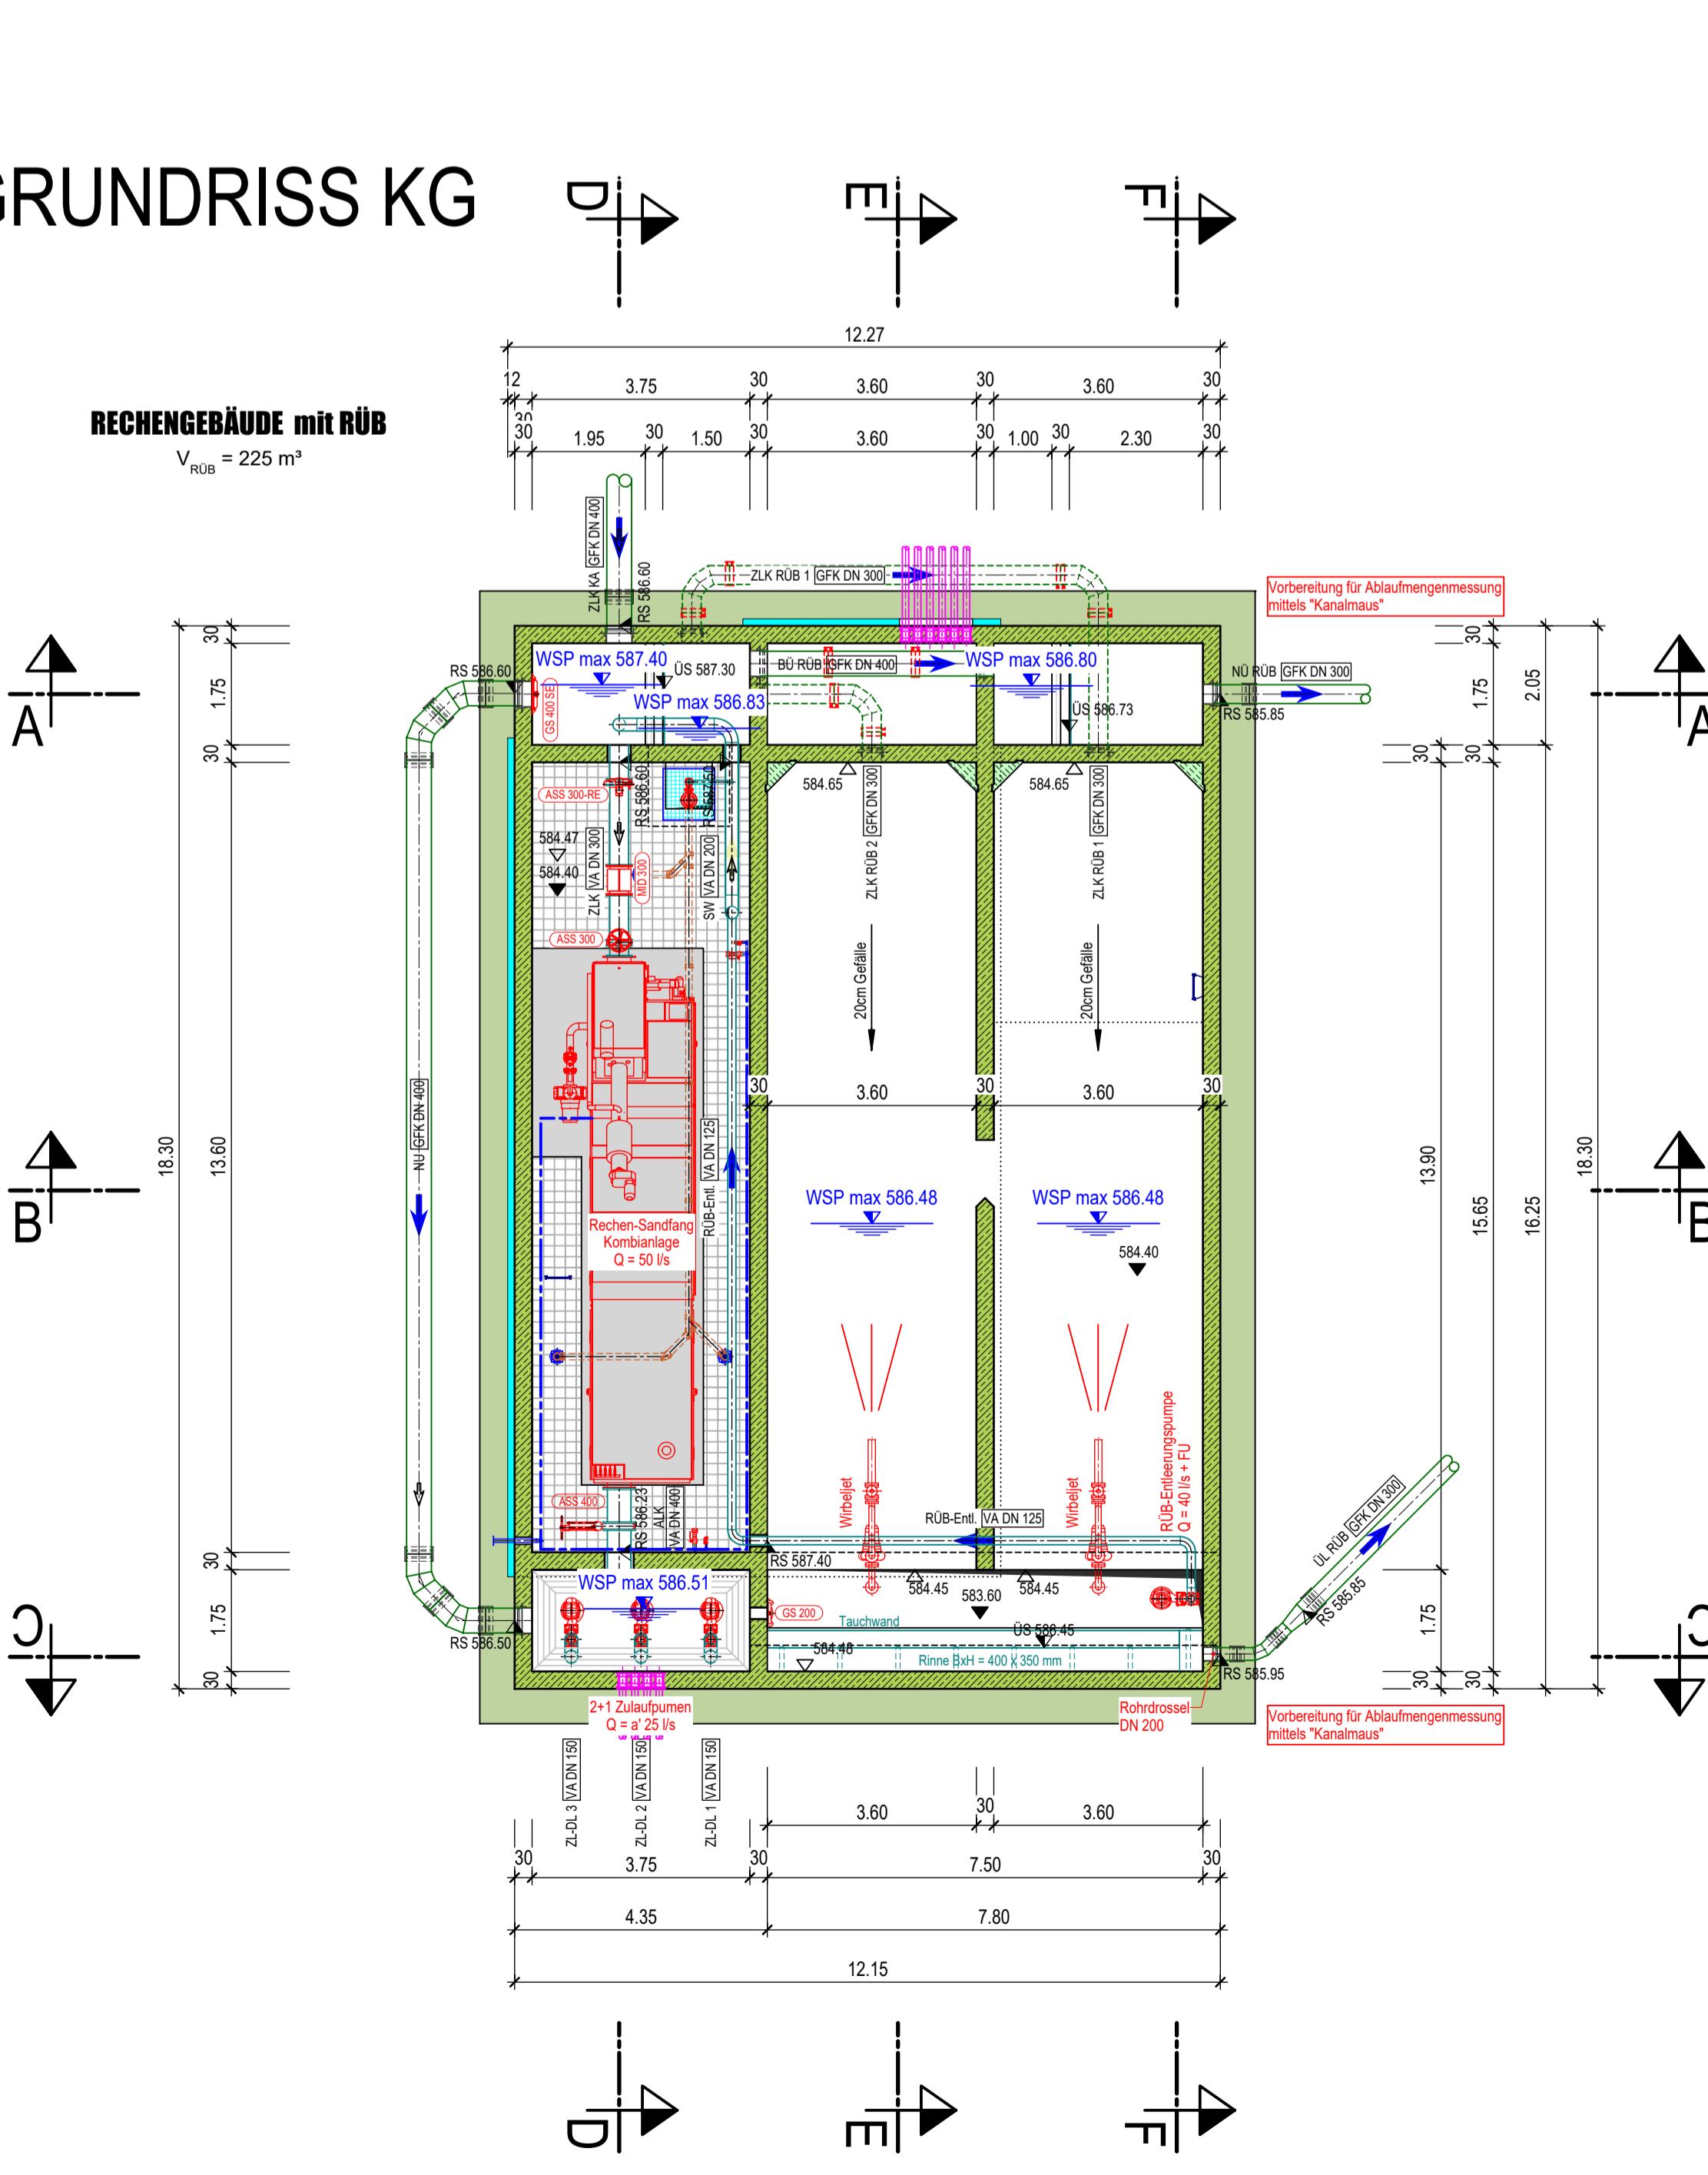 GRUNDRISS KG
D
E
F
12.27
12
3.75
30
3.60
30
3.60
30
30
30
1.95
30
1.50
30
3.60
30
1.00
30
2.30
30
RECHENGEBÄUDE mit RÜB
VRÜB = 225 m³
ZLK KA GFK DN 400
RS 586.60
ZLK RÜB 1 GFK DN 300
Vorbereitung für Ablaufmengenmessung
mittels "Kanalmaus"
A
RS 586.60
GS 400 SE
WSP max 587.40
ÜS 587.30
BÜ RÜB GFK DN 400
WSP max 586.80
NÜ RÜB GFK DN 300
WSP max 586.83
ÜS 586.73
RS 585.85
A
30
1.75
30
30
1.75
30
30
2.05
ASS 300-RE
RS 586.60
RS 587.50
584.65
584.65
584.47
584.40
ZLK VA DN 300
MID 300
SW VA DN 200
ZLK RÜB 2 GFK DN 300
ZLK RÜB 1 GFK DN 300
ASS 300
20cm Gefälle
20cm Gefälle
30
3.60
30
3.60
30
NU GFK DN 400
18.30
13.60
RÜB-Entl. VA DN 125
13.90
15.65
16.25
18.30
B
WSP max 586.48
WSP max 586.48
B
Rechen-Sandfang
Kombianlage
Q = 50 l/s
584.40
Wirbeljet
Wirbeljet
RÜB-Entleerungspumpe
Q = 40 l/s + FU
ASS 400
RS 586.23
ALK
VA DN 400
RÜB-Entl. VA DN 125
ÜL RÜB GFK DN 300
RS 587.40
584.45
584.45
583.60
RS 585.85
WSP max 586.51
GS 200
Tauchwand
ÜS 586.45
584.48
Rinne BxH = 400 x 350 mm
RS 586.50
RS 585.95
C
C
30
1.75
30
1.75
30
30
2+1 Zulaufpumen
Q = a' 25 l/s
Rohrdrossel
DN 200
Vorbereitung für Ablaufmengenmessung
mittels "Kanalmaus"
ZL-DL 3 VA DN 150
ZL-DL 2 VA DN 150
ZL-DL 1 VA DN 150
3.60
30
3.60
30
3.75
30
7.50
30
4.35
7.80
12.15
D
E
F